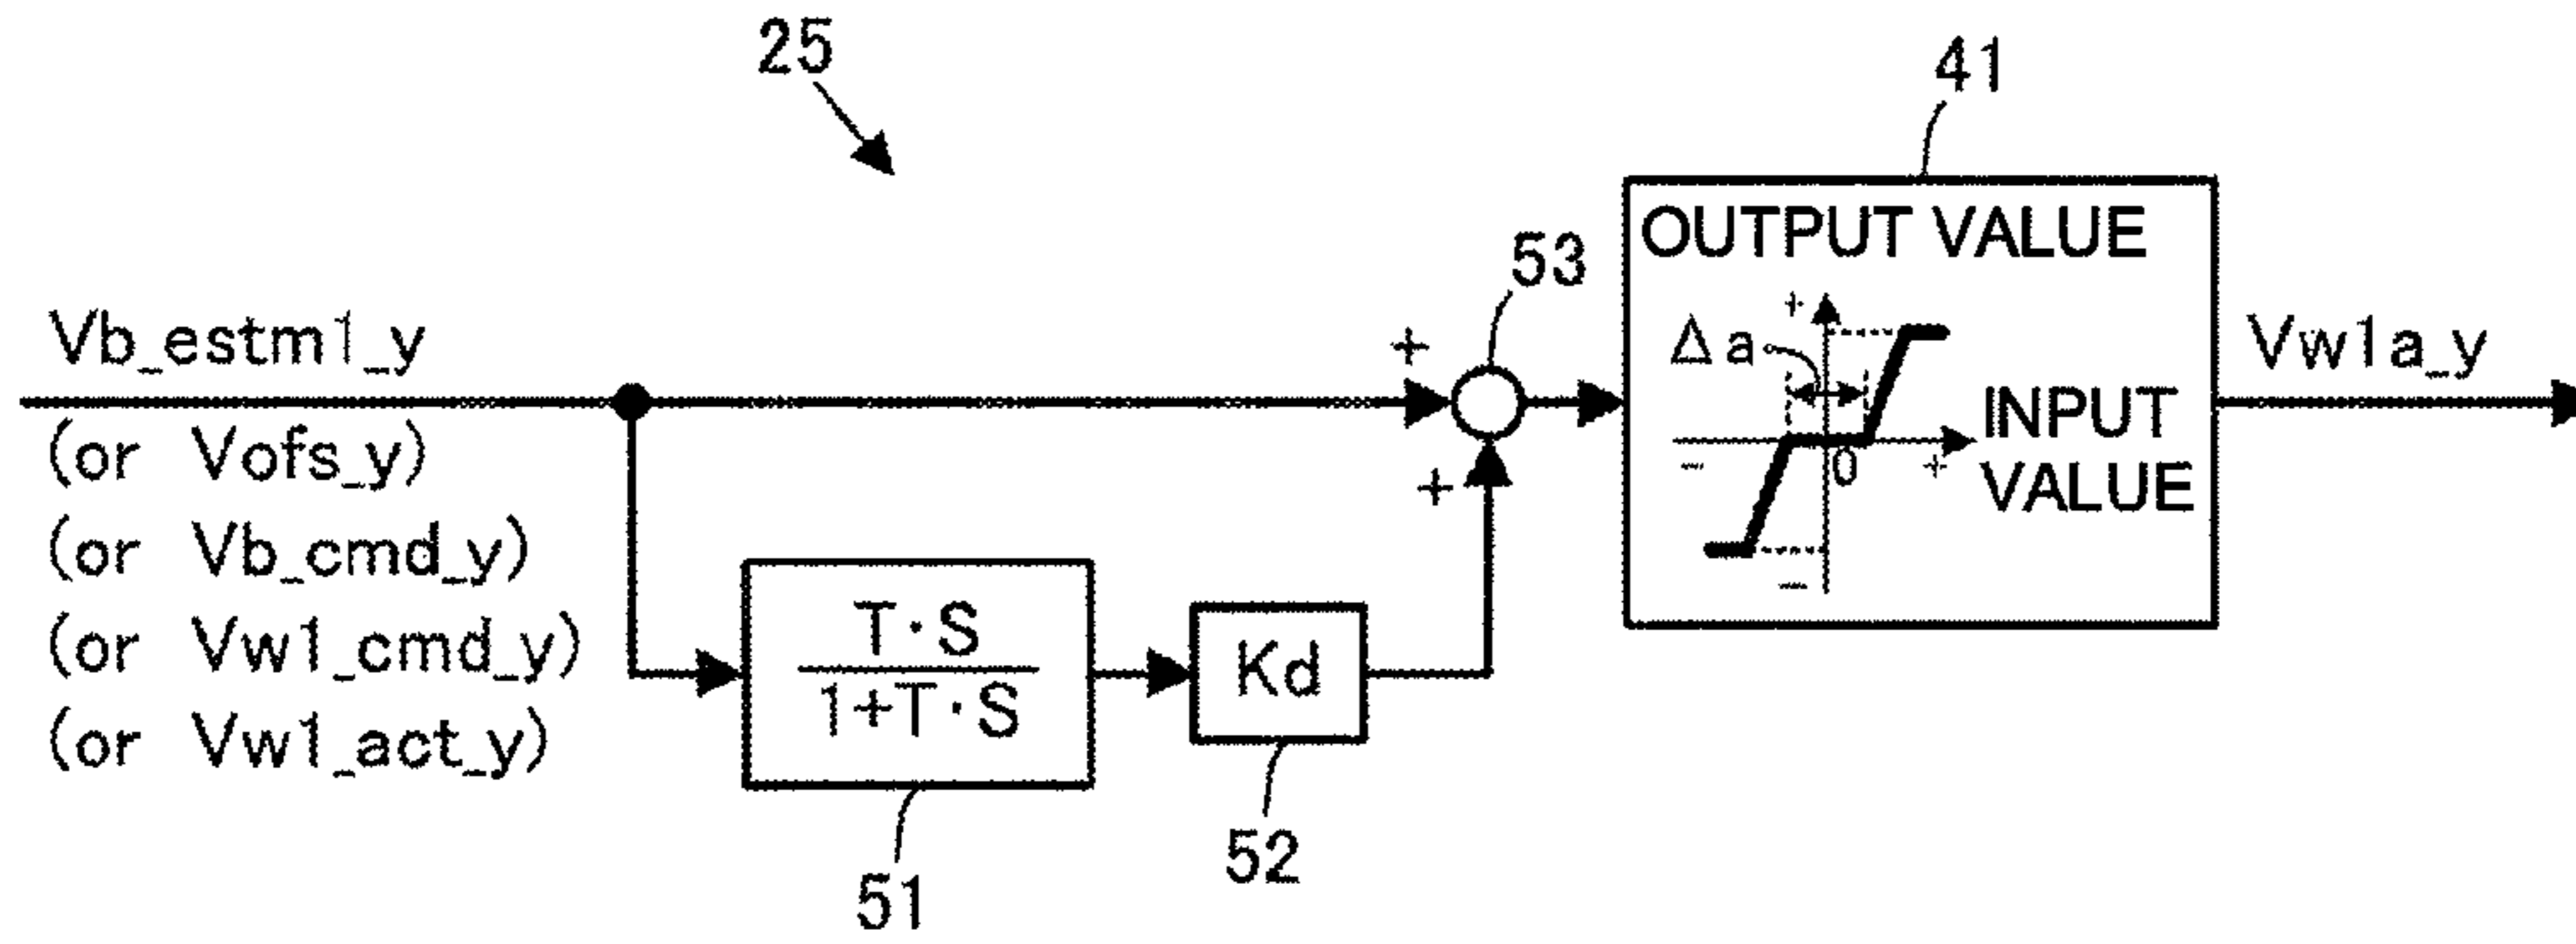 25
41
OUTPUT VALUE
53
Vb_estm1_y
+
+
Δa
Vw1a_y
INPUT
(or Vofs_y)
+
-
0
+
VALUE
(or Vb_cmd_y)
-
T·S
(or Vw1_cmd_y)
Kd
1+T·S
(or Vw1_act_y)
52
51